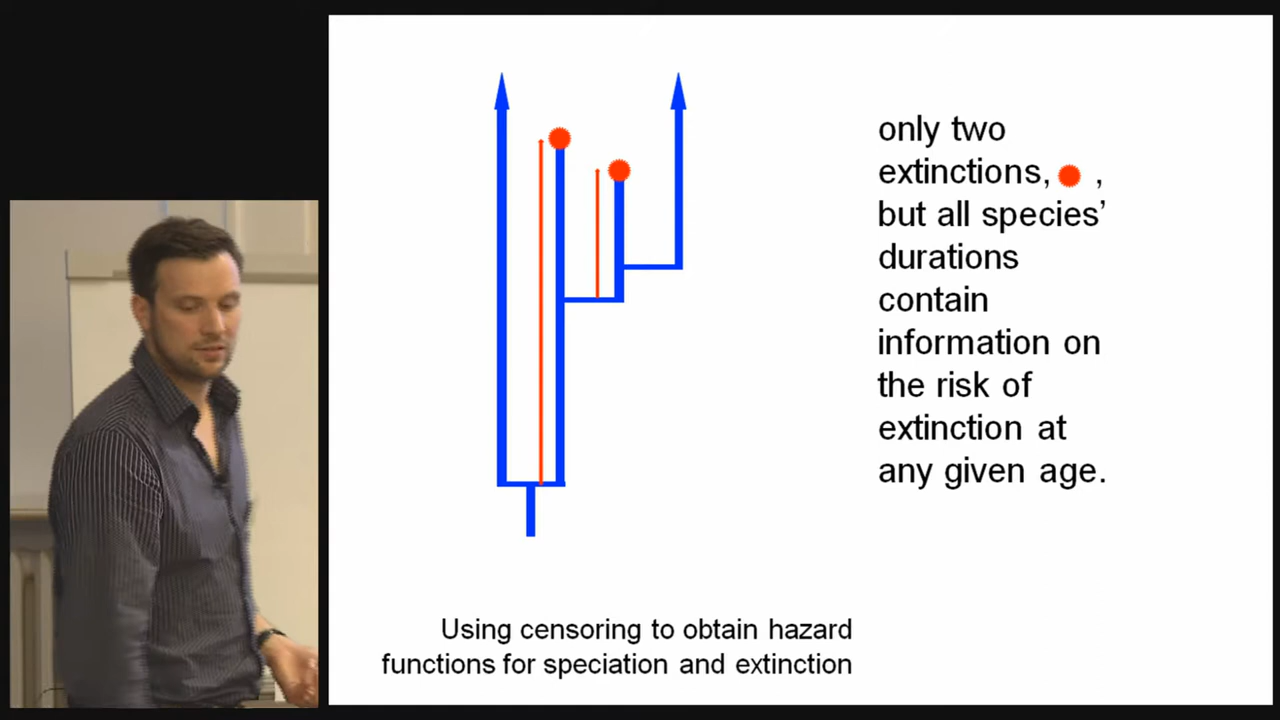 only two
extinctions, ,
but all species’
durations
contain
information on
the risk of
extinction at
any given age.
Using censoring to obtain hazard
functions for speciation and extinction